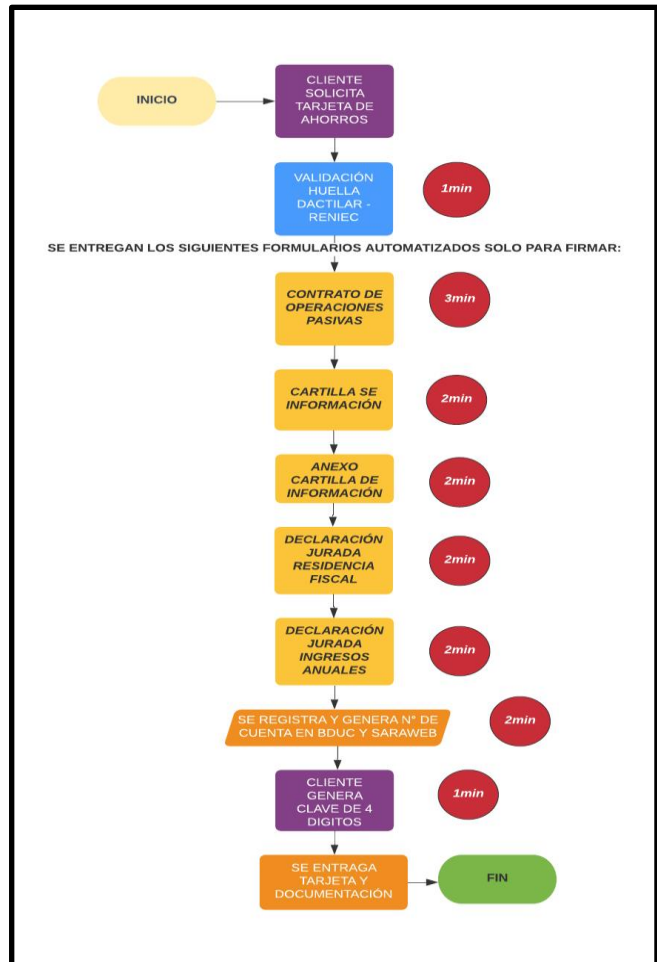 INICIO
CLIENTE
SOLICITA
TARJETA DE
AHORROS
VALIDACIÓN
HUELLA
DACTILAR -
RENIEC
1min
SE ENTREGAN LOS SIGUIENTES FORMULARIOS AUTOMATIZADOS SOLO PARA FIRMAR:
CONTRATO DE
OPERACIONES
PASIVAS
3min
CARTILLA SE
INFORMACIÓN
2min
ANEXO
CARTILLA DE
INFORMACIÓN
2min
DECLARACIÓN
JURADA
RESIDENCIA
FISCAL
2min
DECLARACIÓN
JURADA
INGRESOS
ANUALES
2min
SE REGISTRA Y GENERA N° DE
CUENTA EN BDUC Y SARAWEB
2min
CLIENTE
GENERA
CLAVE DE 4
DIGITOS
1min
SE ENTRAGA
TARJETA Y
DOCUMENTACIÓN
FIN